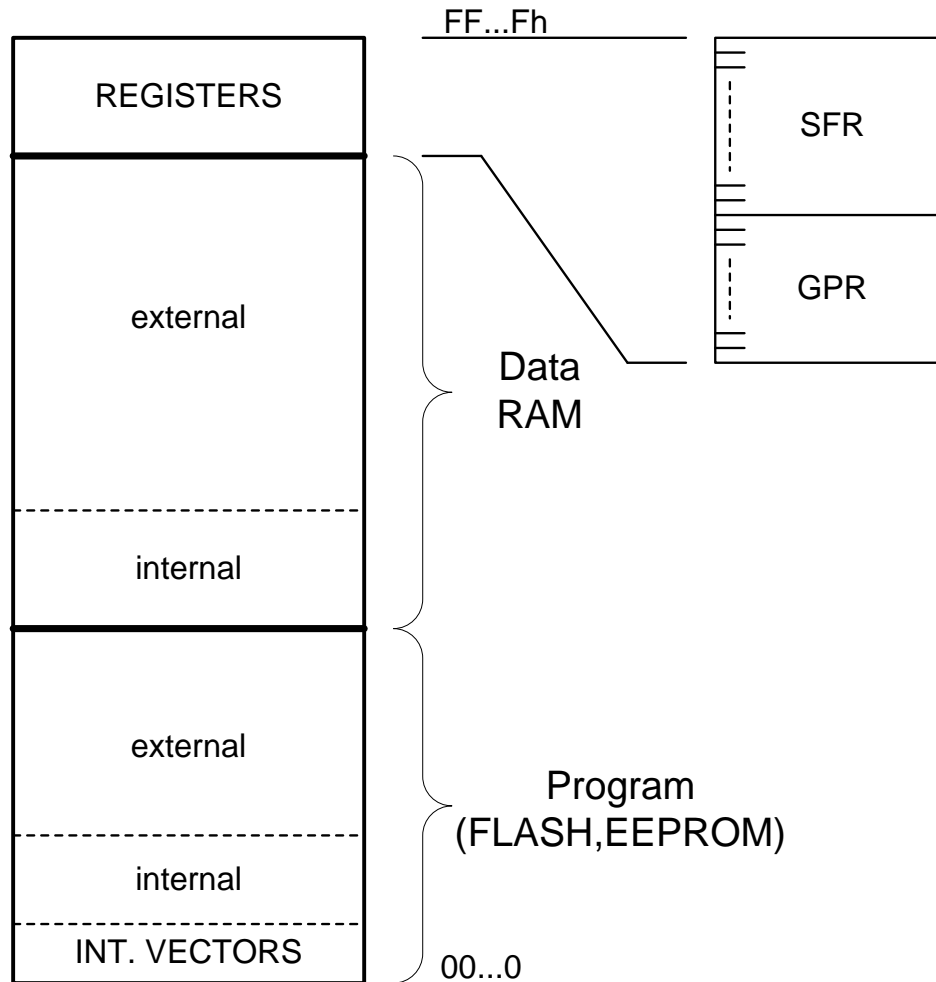 FF...Fh
REGISTERS
SFR
GPR
external
Data
RAM
internal
external
Program
(FLASH,EEPROM)
internal
INT. VECTORS
00...0